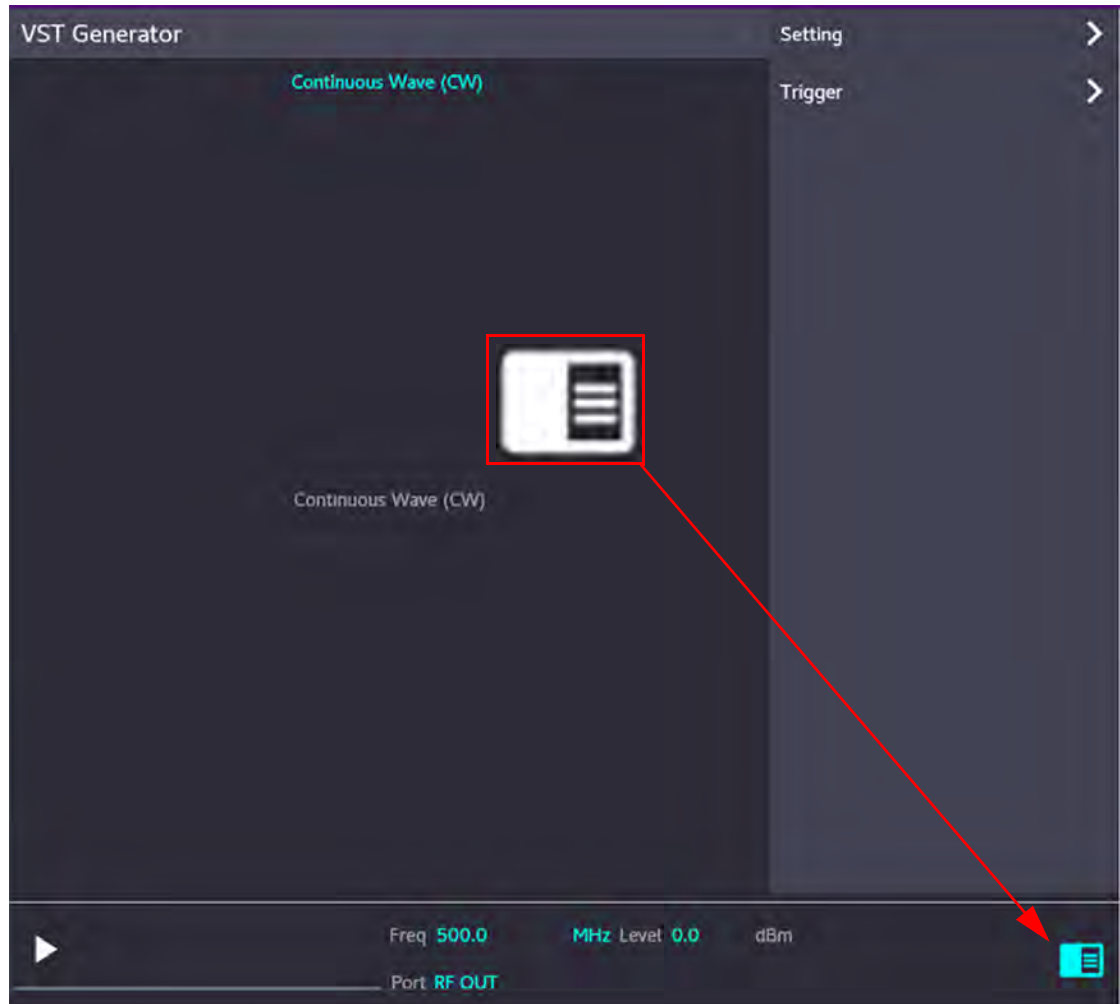 VST Generator
Setting
Continuous Wave (CW)
Trigger
Continuous Wave (CW)
Freq 500.0 MHz Level 0.0 dBm
Port RF OUT